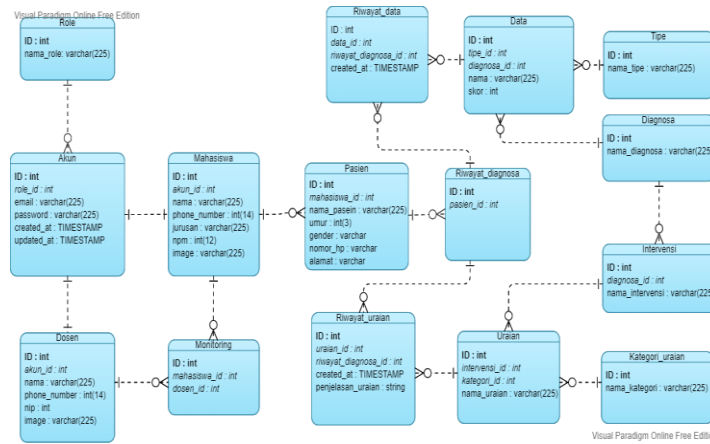 Visual Paradigm Online Free Edition
Role
ID : int
nama_role : varchar(225)
Riwayat_data
ID : int
data_id : int
riwayat_diagnosa_id : int
created_at : TIMESTAMP
Data
ID : int
tipe_id : int
diagnosa_id : int
nama : varchar(225)
skor : int
Tipe
ID : int
nama_tipe : varchar(225)
Diagnosa
ID : int
nama_diagnosa : varchar(225
Akun
ID : int
role_id : int
email : varchar(225)
password : varchar(225)
created_at : TIMESTAMP
updated_at : TIMESTAMP
Mahasiswa
ID : int
akun_id : int
nama : varchar(225)
phone_number : int(14)
jurusan : varchar(225)
npm : int(12)
image : varchar(225)
Pasien
ID : int
mahasiswa_id : int
nama_pasein : varchar(225)
umur : int(3)
gender : varchar
nomor_hp : varchar
alamat : varchar
Riwayat_diagnosa
ID : int
pasien_id : int
Intervensi
ID : int
diagnosa_id : int
nama_intervensi : varchar(225
Dosen
ID : int
akun_id : int
nama : varchar(225)
phone_number : int(14)
nip : int
image : varchar(225)
Monitoring
ID : int
mahasiswa_id : int
dosen_id : int
Riwayat_uraian
ID : int
uraian_id : int
riwayat_diagnosa_id : int
created_at : TIMESTAMP
penjelasan_uraian : string
Uraian
ID : int
intervensi_id : int
kategori_id : int
nama_uraian : varchar(225)
Kategori_uraian
ID : int
nama_kategori : varchar(225)
Visual Paradigm Online Free Editi